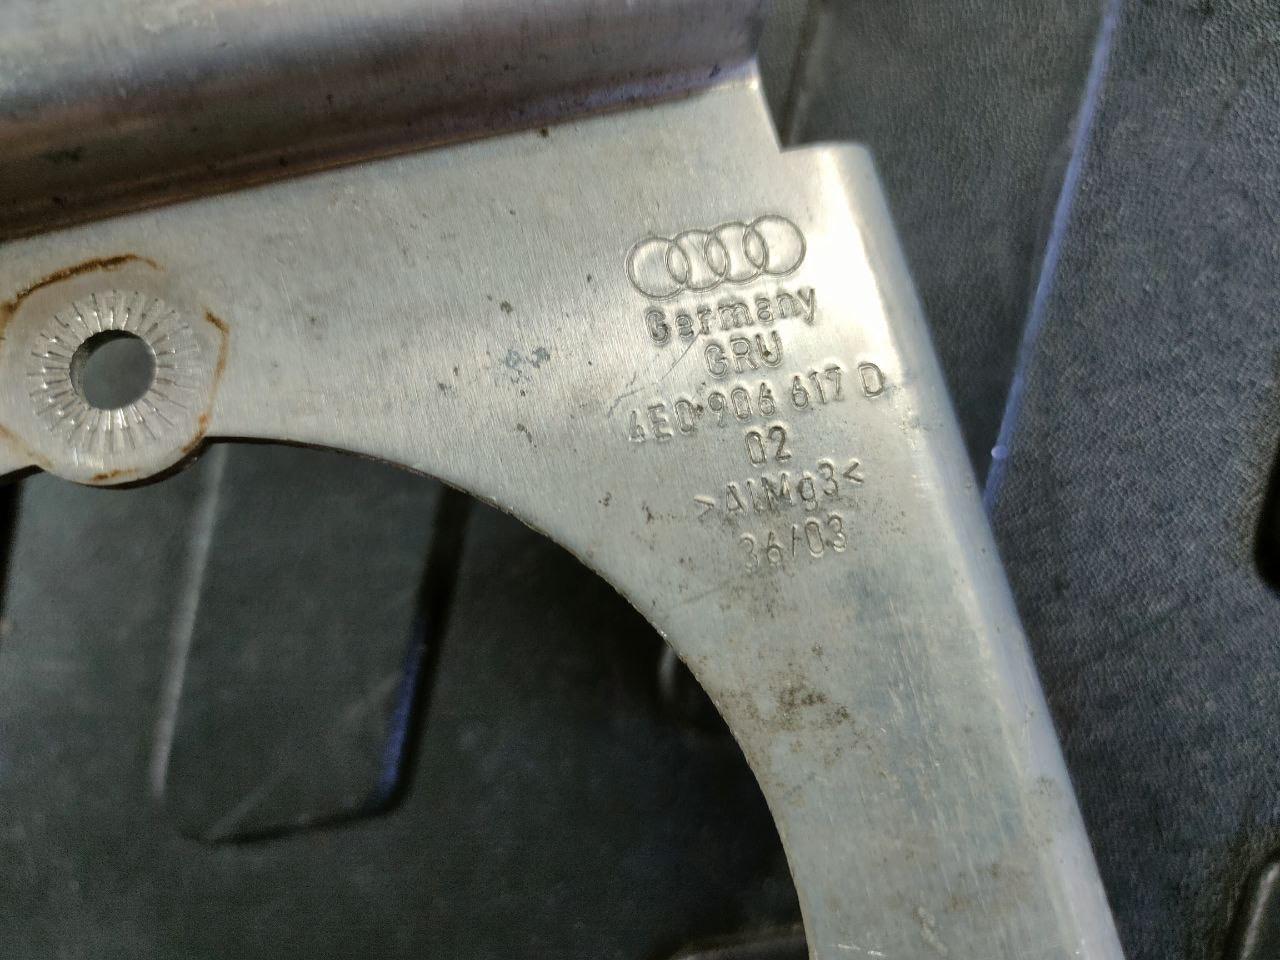 Germany
GRU
4E0 906 617 D
02
>AlMg3<
36/03